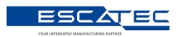 ESCATEC
YOUR INTEGRATED MANUFACTURING PARTNER